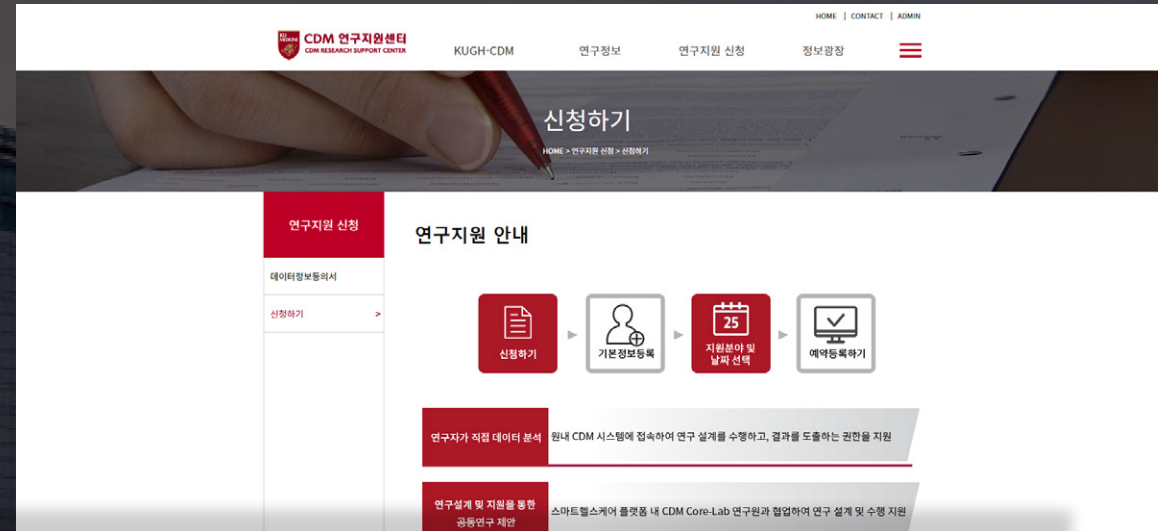 HOME | CONTACT | ADMIN
KU MEDICINE
CDM 연구지원센터
CDM RESEARCH SUPPORT CENTER
KUGH-CDM 연구정보 연구지원 신청 정보광장
신청하기
HOME > 연구지원 신청 > 신청하기
연구지원 신청
데이터정보동의서
신청하기 >
연구지원 안내
신청하기
기본정보등록
25
지원분야 및
날짜 선택
예약등록하기
연구자가 직접 데이터 분석
원내 CDM 시스템에 접속하여 연구 설계를 수행하고, 결과를 도출하는 권한을 지원
연구설계 및 지원을 통한
공동연구 제안
스마트헬스케어 플랫폼 내 CDM Core-Lab 연구원과 협업하여 연구 설계 및 수행 지원